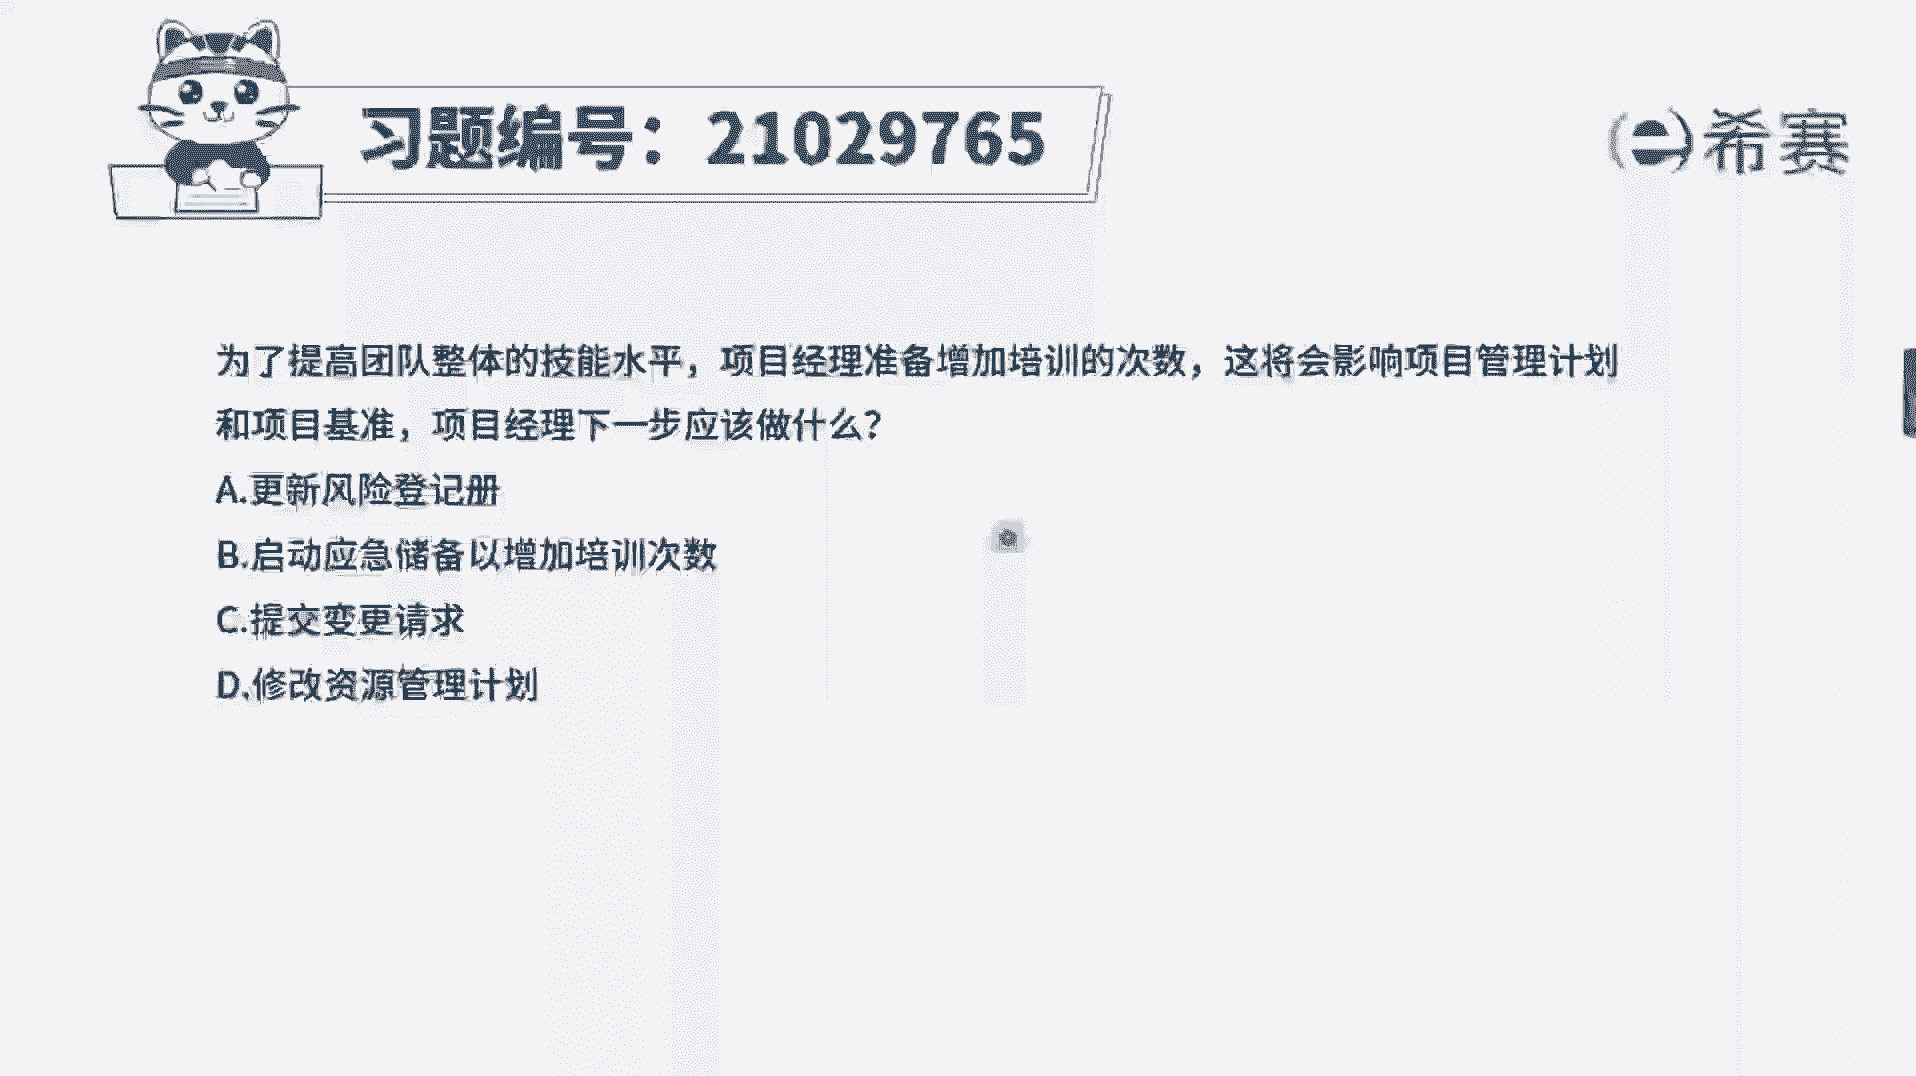 习题编号：21029765
希赛
为了提高团队整体的技能水平，项目经理准备增加培训的次数，这将会影响项目管理计划
和项目基准，项目经理下一步应该做什么？
A.更新风险登记册
B.启动应急储备以增加培训次数
C.提交变更请求
D.修改资源管理计划